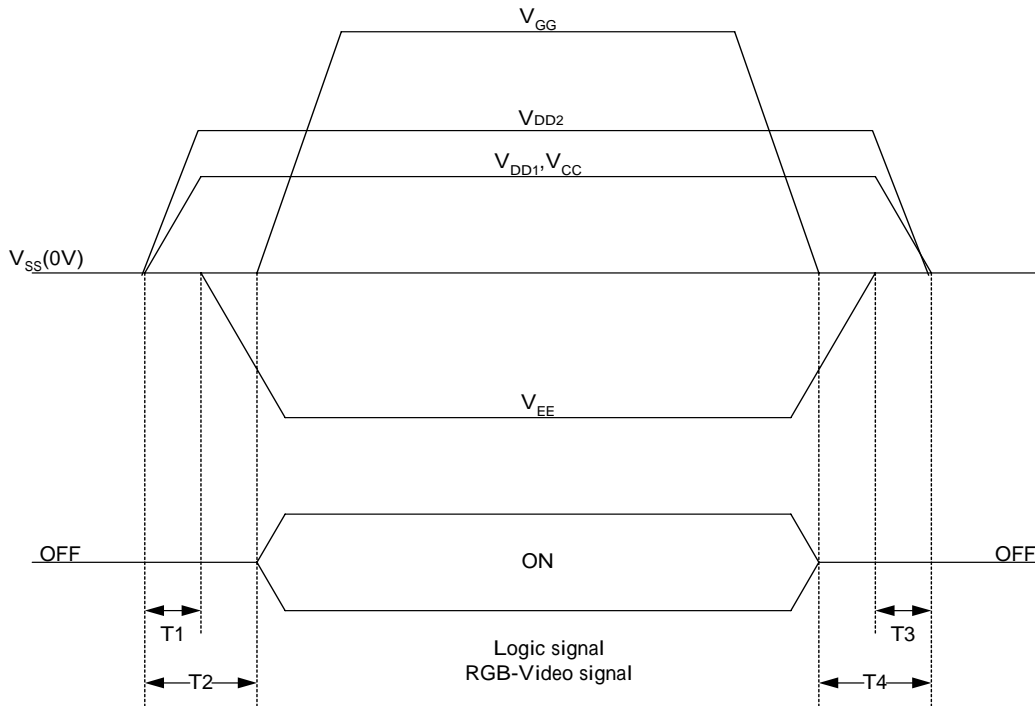 VGG
VDD2
VDD1,VCC
VSS(0V)
VEE
OFF
ON
OFF
T1
T3
Logic signal
RGB-Video signal
T2
T4